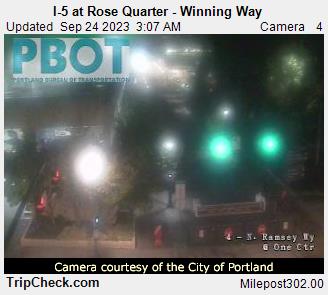 I-5 at Rose Quarter - Winning Way
Updated Sep 24 2023 3:07 AM Camera 4
PBOT
PORTLAND BUREAU OF TRANSPORTATION
4 - N. Ramsey Wy
@ One Ctr
Camera courtesy of the City of Portland
TripCheck.com Milepost302.00